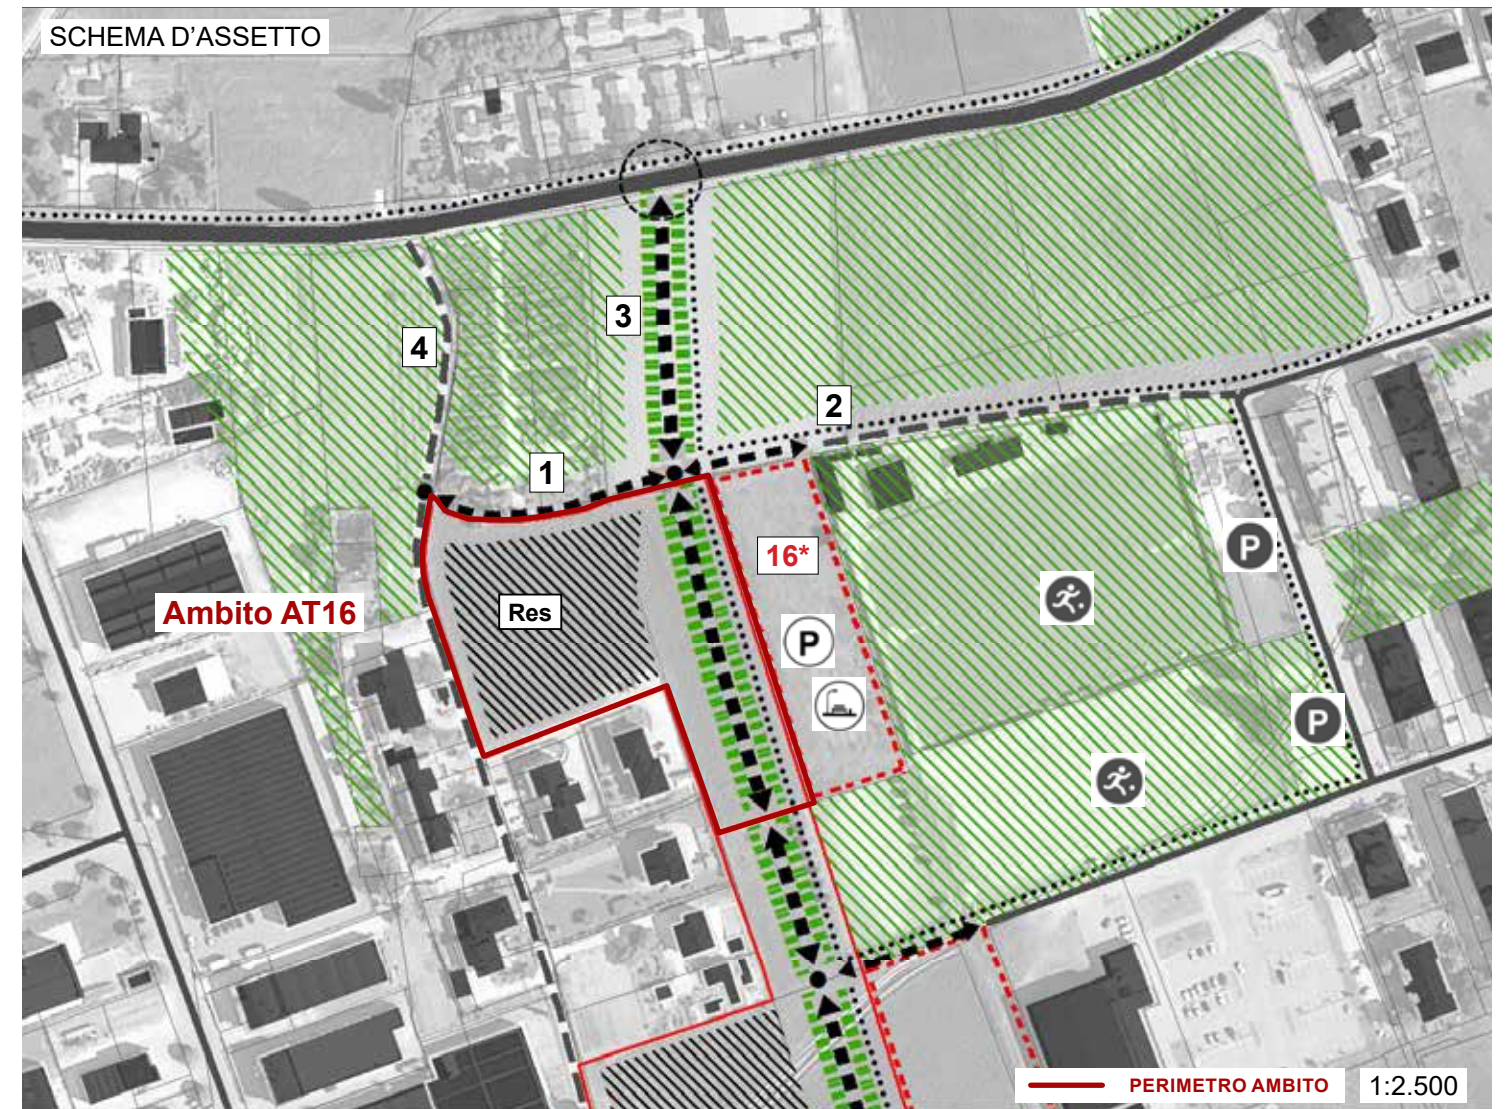 SCHEMA D'ASSETTO
3
4
2
1
16*
P
Ambito AT16
Res
P
P
PERIMETRO AMBITO
1:2.500